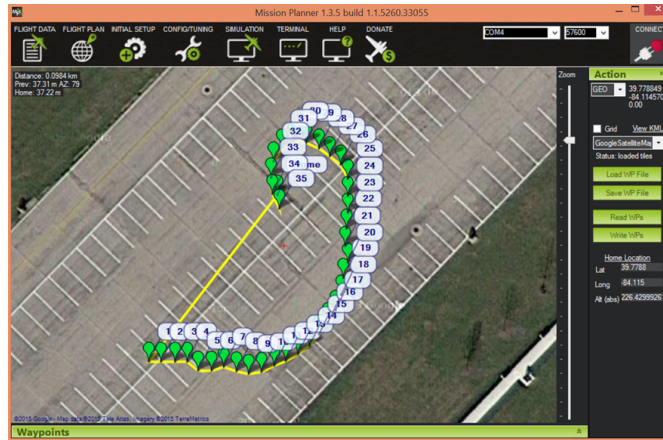 Mission Planner 1.3.5 build 1.1.5260.33055
FLIGHT DATA FLIGHT PLAN INITIAL SETUP CONFIG/TUNING SIMULATION TERMINAL HELP DONATE COM4 57600 CONNECT
Distance: 0.0984 km
Prev: 37.31 m AZ: 79
Home: 37.22 m
Zoom
Action
GEO
39.778849
-84.114570
0.00
Grid View KML
GoogleSatelliteMap
Status: loaded tiles
Load WP File
Save WP File
Read WPs
Write WPs
Home Location
Lat 39.7788
Long -84.115
Alt (abs) 226.4299926
31
32
33
34
35
26
25
24
23
22
21
20
19
18
17
16
15
14
1 2 3 4 5 6 7 8 9
©2015 Google - Map data ©2015 Tele Atlas, Imagery ©2015 TerraMetrics
Waypoints